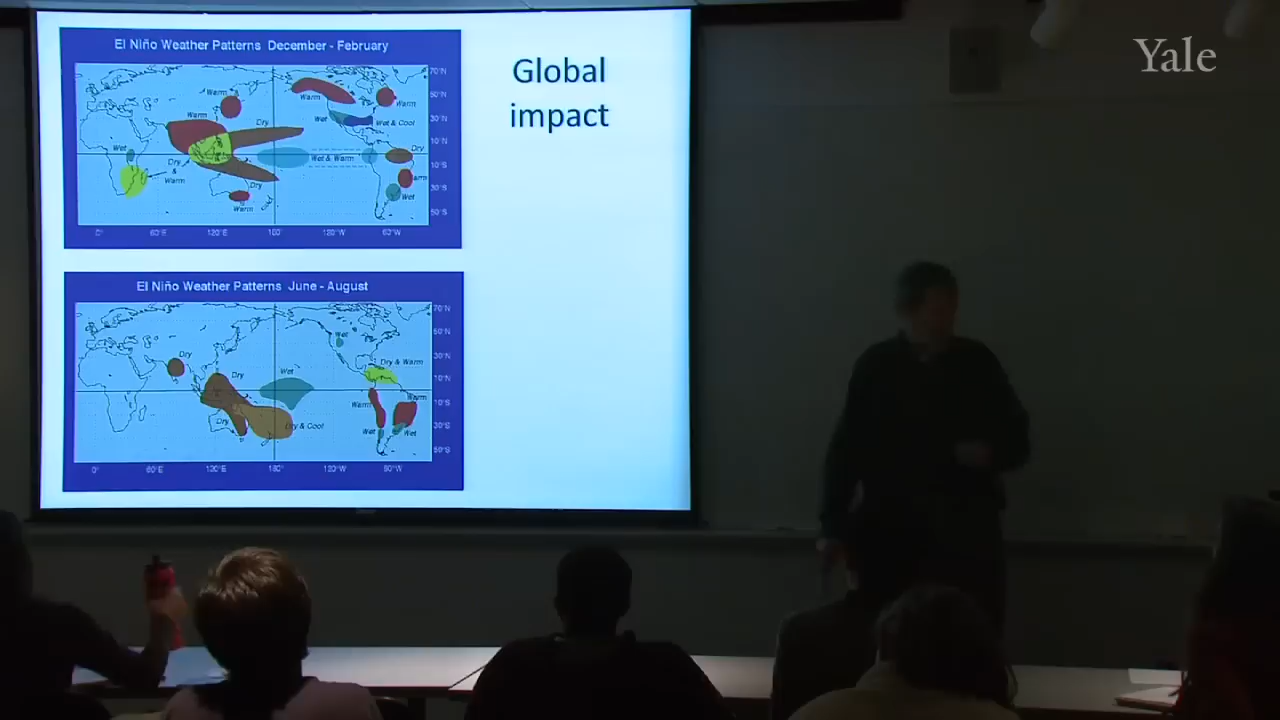 Yale
Global
impact
El Niño Weather Patterns December - February
Warm
Warm
Warm
Warm
Dry
Wet
Wet & Cool
Wet
Dry
&
Warm
Wet & Warm
Dry
Dry
Warm
Wet
Warm
70°N
50°N
30°N
10°N
10°S
30°S
50°S
0°
60°E
120°E
120°W
60°W
El Niño Weather Patterns June - August
Wet
Dry
Dry
Wet
Dry & Warm
Warm
Warm
Dry
Dry & Cool
Wet
Wet
70°N
50°N
30°N
10°N
10°S
30°S
50°S
0°
60°E
120°E
180°
120°W
60°W